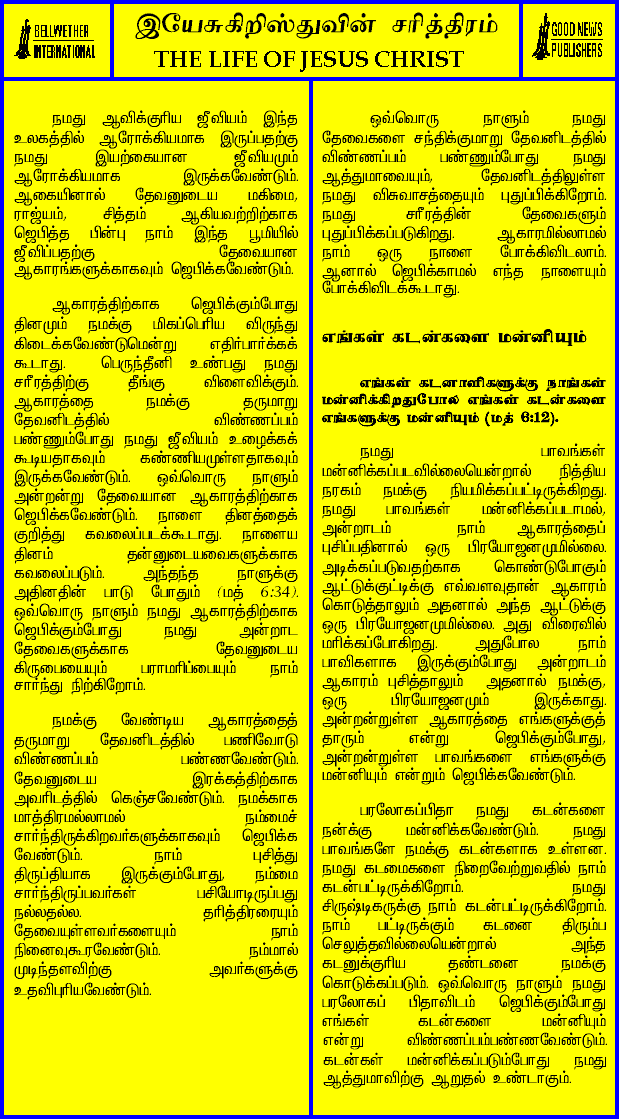 BELLWETHER
INTERNATIONAL
இயேசுகிறிஸ்துவின் சரித்திரம்
THE LIFE OF JESUS CHRIST
GOOD NEWS
PUBLISHERS
நமது ஆவிக்குரிய ஜீவியம் இந்த
உலகத்தில் ஆரோக்கியமாக இருப்பதற்கு
நமது இயற்கையான ஜீவியமும்
ஆரோக்கியமாக இருக்கவேண்டும்.
ஆகையினால் தேவனுடைய மகிமை,
ராஜ்யம், சித்தம் ஆகியவற்றிற்காக
ஜெபித்த பின்பு நாம் இந்த பூமியில்
ஜீவிப்பதற்கு தேவையான
ஆகாரங்களுக்காகவும் ஜெபிக்கவேண்டும்.
ஆகாரத்திற்காக ஜெபிக்கும்போது
தினமும் நமக்கு மிகப்பெரிய விருந்து
கிடைக்கவேண்டுமென்று எதிர்பார்க்கக்
கூடாது. பெருந்தீனி உண்பது நமது
சரீரத்திற்கு தீங்கு விளைவிக்கும்.
ஆகாரத்தை நமக்கு தருமாறு
தேவனிடத்தில் விண்ணப்பம்
பண்ணும்போது நமது ஜீவியம் உழைக்கக்
கூடியதாகவும் கண்ணியமுள்ளதாகவும்
இருக்கவேண்டும். ஒவ்வொரு நாளும்
அன்றன்று தேவையான ஆகாரத்திற்காக
ஜெபிக்கவேண்டும். நாளை தினத்தைக்
குறித்து கவலைப்படக்கூடாது. நாளைய
தினம் தன்னுடையவைகளுக்காக
கவலைப்படும். அந்தந்த நாளுக்கு
அதினதின் பாடு போதும் (மத் 6:34).
ஒவ்வொரு நாளும் நமது ஆகாரத்திற்காக
ஜெபிக்கும்போது நமது அன்றாட
தேவைகளுக்காக தேவனுடைய
கிருபையையும் பராமரிப்பையும் நாம்
சார்ந்து நிற்கிறோம்.
நமக்கு வேண்டிய ஆகாரத்தைத்
தருமாறு தேவனிடத்தில் பணிவோடு
விண்ணப்பம் பண்ணவேண்டும்.
தேவனுடைய இரக்கத்திற்காக
அவரிடத்தில் கெஞ்சவேண்டும். நமக்காக
மாத்திரமல்லாமல் நம்மைச்
சார்ந்திருக்கிறவர்களுக்காகவும் ஜெபிக்க
வேண்டும். நாம் புசித்து
திருப்தியாக இருக்கும்போது, நம்மை
சார்ந்திருப்பவர்கள் பசியோடிருப்பது
நல்லதல்ல. தரித்திரரையும்
தேவையுள்ளவர்களையும் நாம்
நினைவுகூரவேண்டும். நம்மால்
முடிந்தளவிற்கு அவர்களுக்கு
உதவிபுரியவேண்டும்.
ஒவ்வொரு நாளும் நமது
தேவைகளை சந்திக்குமாறு தேவனிடத்தில்
விண்ணப்பம் பண்ணும்போது நமது
ஆத்துமாவையும், தேவனிடத்திலுள்ள
நமது விசுவாசத்தையும் புதுப்பிக்கிறோம்.
நமது சரீரத்தின் தேவைகளும்
புதுப்பிக்கப்படுகிறது. ஆகாரமில்லாமல்
நாம் ஒரு நாளை போக்கிவிடலாம்.
ஆனால் ஜெபிக்காமல் எந்த நாளையும்
போக்கிவிடக்கூடாது.
எங்கள் கடன்களை மன்னியும்
எங்கள் கடனாளிகளுக்கு நாங்கள்
மன்னிக்கிறதுபோல எங்கள் கடன்களை
எங்களுக்கு மன்னியும் (மத் 6:12).
நமது பாவங்கள்
மன்னிக்கப்படவில்லையென்றால் நித்திய
நரகம் நமக்கு நியமிக்கப்பட்டிருக்கிறது.
நமது பாவங்கள் மன்னிக்கப்படாமல்,
அன்றாடம் நாம் ஆகாரத்தைப்
புசிப்பதினால் ஒரு பிரயோஜனமுமில்லை.
அடிக்கப்படுவதற்காக கொண்டுபோகும்
ஆட்டுக்குட்டிக்கு எவ்வளவுதான் ஆகாரம்
கொடுத்தாலும் அதனால் அந்த ஆட்டுக்கு
ஒரு பிரயோஜனமுமில்லை. அது விரைவில்
மரிக்கப்போகிறது. அதுபோல நாம்
பாவிகளாக இருக்கும்போது அன்றாடம்
ஆகாரம் புசித்தாலும் அதனால் நமக்கு,
ஒரு பிரயோஜனமும் இருக்காது.
அன்றன்றுள்ள ஆகாரத்தை எங்களுக்குத்
தாரும் என்று ஜெபிக்கும்போது,
அன்றன்றுள்ள பாவங்களை எங்களுக்கு
மன்னியும் என்றும் ஜெபிக்கவேண்டும்.
பரலோகப்பிதா நமது கடன்களை
நன்க்கு மன்னிக்கவேண்டும். நமது
பாவங்களே நமக்கு கடன்களாக உள்ளன.
நமது கடமைகளை நிறைவேற்றுவதில் நாம்
கடன்பட்டிருக்கிறோம். நமது
சிருஷ்டிகருக்கு நாம் கடன்பட்டிருக்கிறோம்.
நாம் பட்டிருக்கும் கடனை திரும்ப
செலுத்தவில்லையென்றால் அந்த
கடனுக்குரிய தண்டனை நமக்கு
கொடுக்கப்படும். ஒவ்வொரு நாளும் நமது
பரலோகப் பிதாவிடம் ஜெபிக்கும்போது
எங்கள் கடன்களை மன்னியும்
என்று விண்ணப்பம்பண்ணவேண்டும்.
கடன்கள் மன்னிக்கப்படும்போது நமது
ஆத்துமாவிற்கு ஆறுதல் உண்டாகும்.